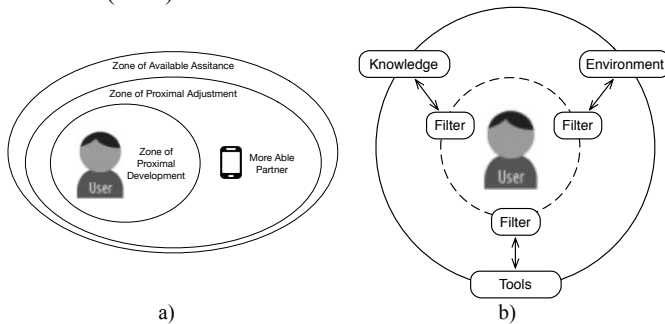 Zone of Available Assitance
Zone of Proximal Adjustment
Zone of
Proximal
Development
More Able
Partner
User
a)
Knowledge
Environment
Filter
Filter
Filter
Tools
b)